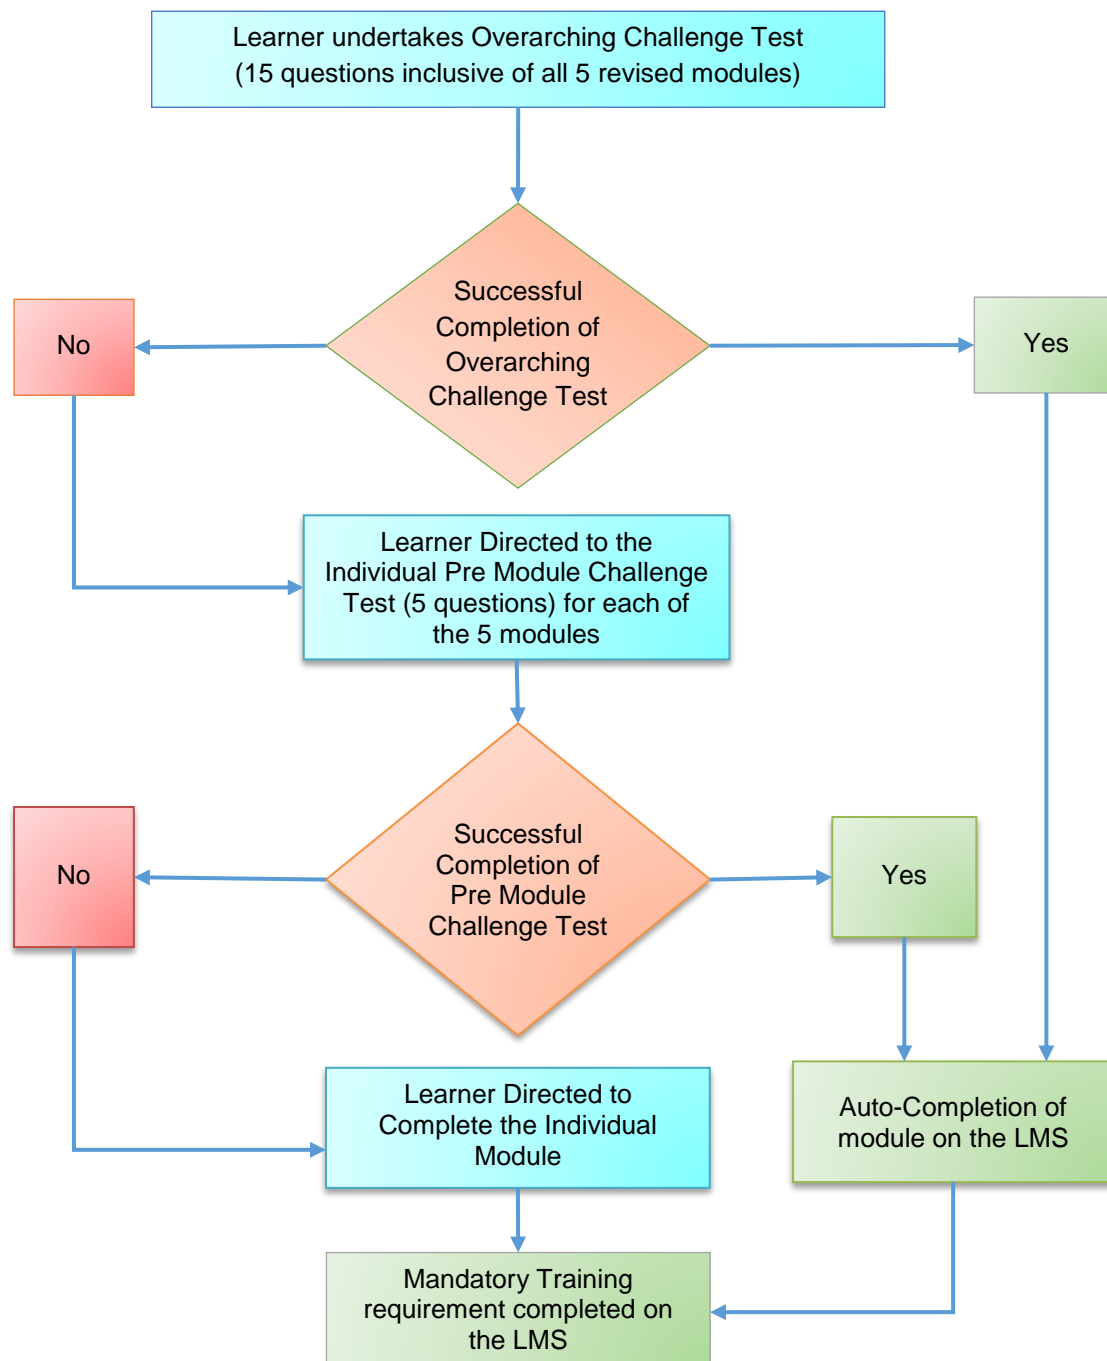 Learner undertakes Overarching Challenge Test
(15 questions inclusive of all 5 revised modules)
Successful
Completion of
Overarching
Challenge Test
No
Yes
Learner Directed to the
Individual Pre Module Challenge
Test (5 questions) for each of
the 5 modules
Successful
Completion of
Pre Module
Challenge Test
No
Yes
Learner Directed to
Complete the Individual
Module
Auto-Completion of
module on the LMS
Mandatory Training
requirement completed on
the LMS